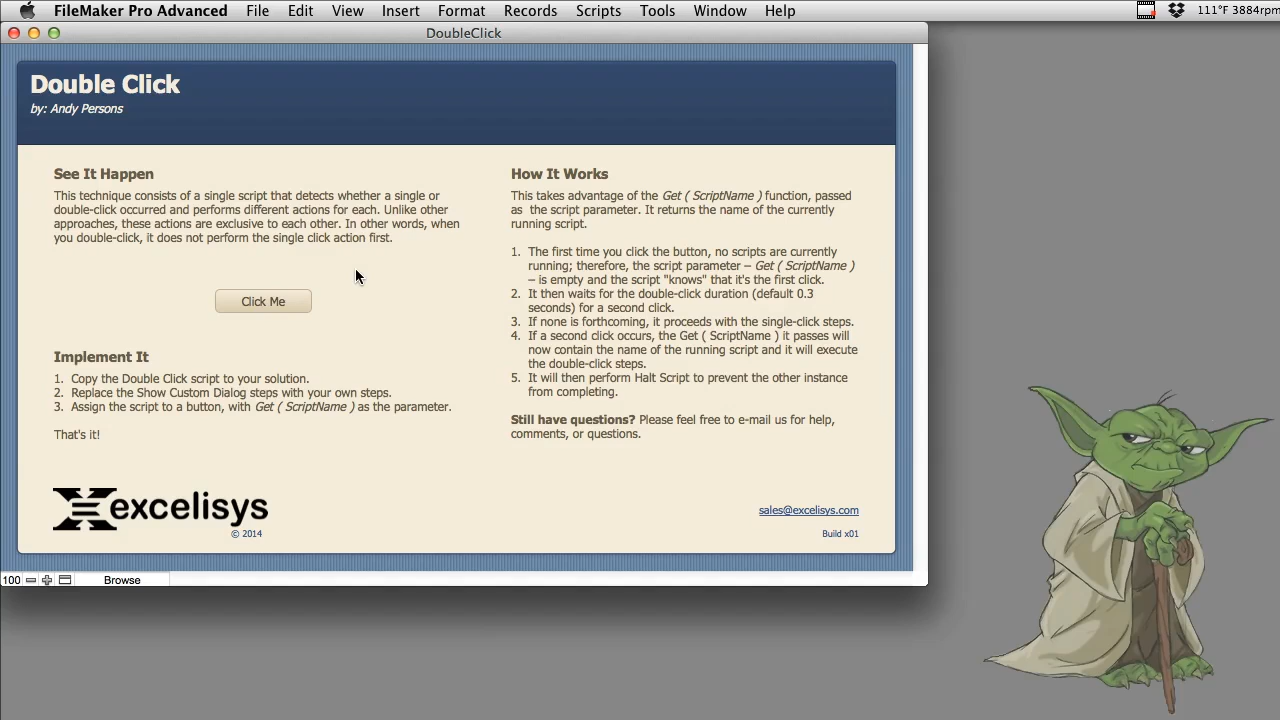 FileMaker Pro Advanced File Edit View Insert Format Records Scripts Tools Window Help 111°F 3884rpm
DoubleClick
Double Click
by: Andy Persons
See It Happen
This technique consists of a single script that detects whether a single or
double-click occurred and performs different actions for each. Unlike other
approaches, these actions are exclusive to each other. In other words, when
you double-click, it does not perform the single click action first.
Click Me
Implement It
1. Copy the Double Click script to your solution.
2. Replace the Show Custom Dialog steps with your own steps.
3. Assign the script to a button, with Get ( ScriptName ) as the parameter.
That's it!
excelisys
© 2014
How It Works
This takes advantage of the Get ( ScriptName ) function, passed
as the script parameter. It returns the name of the currently
running script.
1. The first time you click the button, no scripts are currently
running; therefore, the script parameter – Get ( ScriptName )
– is empty and the script "knows" that it's the first click.
2. It then waits for the double-click duration (default 0.3
seconds) for a second click.
3. If none is forthcoming, it proceeds with the single-click steps.
4. If a second click occurs, the Get ( ScriptName ) it passes will
now contain the name of the running script and it will execute
the double-click steps.
5. It will then perform Halt Script to prevent the other instance
from completing.
Still have questions? Please feel free to e-mail us for help,
comments, or questions.
sales@excelisys.com
Build x01
100 Browse